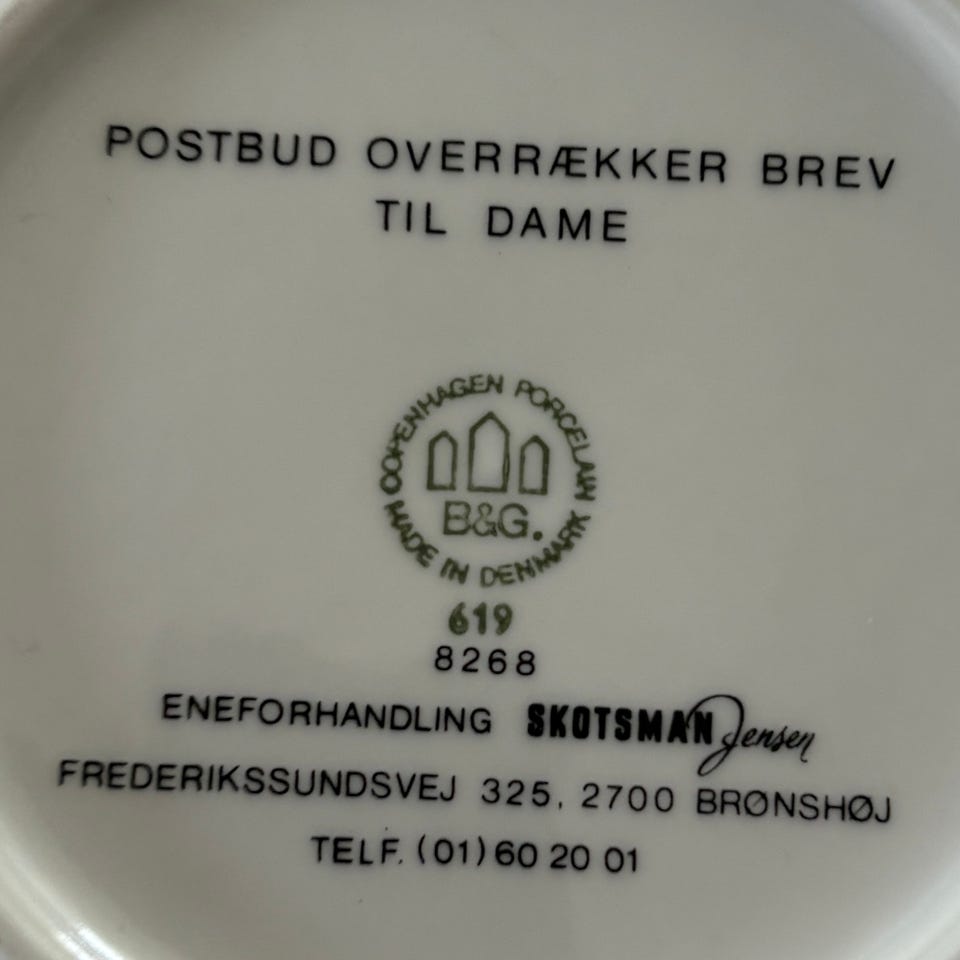 POSTBUD OVERRÆKKER BREV
TIL DAME
COPENHAGEN PORCELAIN
B&G.
MADE IN DENMARK
619
8268
ENEFORHANDLING SKOTSMAN Jensen
FREDERIKSSUNDSVEJ 325, 2700 BRØNSHØJ
TELF. (01) 60 20 01